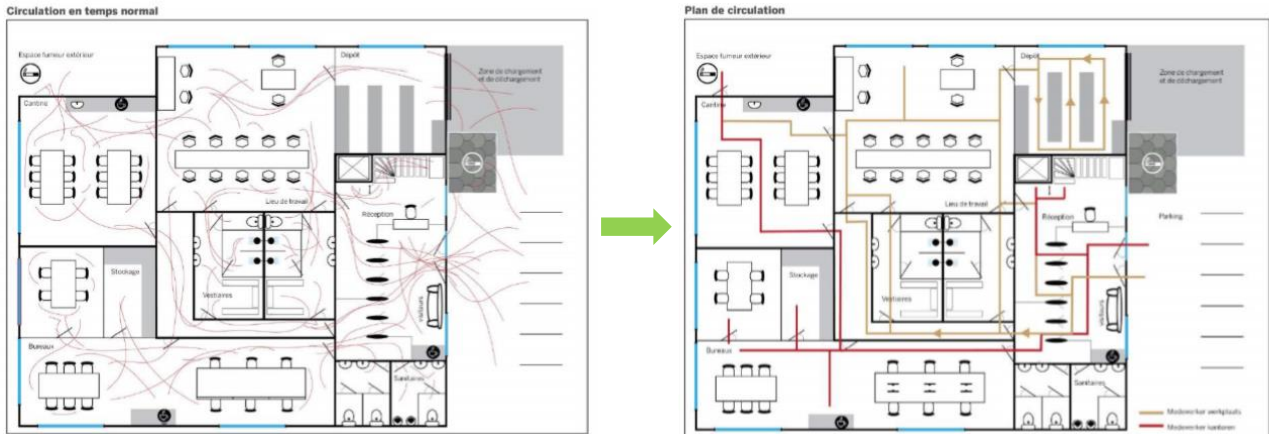 Circulation en temps normal
Espace fumeur extérieur
Dépôt
Zone de chargement
et de déchargement
Cantine
Lieu de travail
Réception
Stockage
Vestiaires
visiteurs
Bureaux
Sanitaires
Plan de circulation
Espace fumeur extérieur
Dépôt
Zone de chargement
et de déchargement
Cantine
Lieu de travail
Réception
Parking
Stockage
Vestiaires
visiteurs
Bureaux
Sanitaires
Medewerker werkplaats
Medewerker kantoren